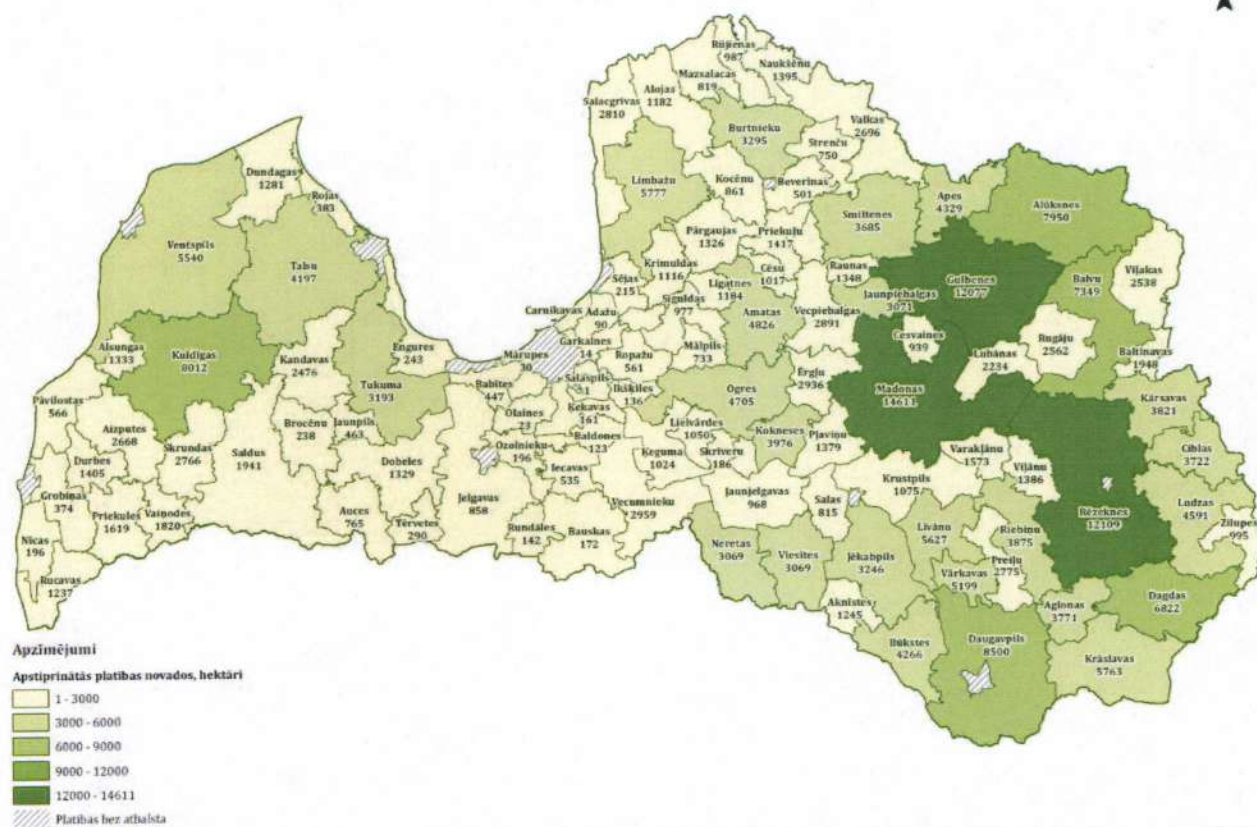 Rūjienas
987
Naukšēnu
1395
Mazsalacas
819
Alojas
1182
Salacgrīvas
2810
Valkas
2696
Burtnieku
3295
Strenču
750
Dundagas
1281
Rojas
383
Limbažu
5777
Kocēnu
861
Beverīnas
501
Apes
4329
Alūksnes
7950
Smiltenes
3685
Ventspils
5540
Talsu
4197
Pārgaujas
1326
Priekuļu
1417
Krimuldas
1116
Cēsu
1017
Raunas
1348
Gulbenes
12077
Balvu
7349
Viļakas
2538
Sējas
215
Līgatnes
1184
Siguldas
977
Jaunpiebalgas
3071
Vecpiebalgas
2891
Amatas
4826
Carnikavas
Ādažu
90
Garkalnes
14
Mālpils
733
Cesvaines
939
Lubānas
2234
Rugāju
2562
Baltinavas
1948
Alsungas
1333
Kuldīgas
8012
Kandavas
2476
Engures
243
Mārupes
30
Ropažu
561
Tukuma
3193
Babītes
447
Salaspils
1
Ikšķiles
136
Ogres
4705
Ērgļu
2936
Madonas
14611
Kārsavas
3821
Pāvilostas
566
Aizputes
2668
Skrundas
2766
Brocēnu
238
Jaunpils
463
Olaines
23
Ķekavas
161
Ozolnieku
196
Baldones
123
Lielvārdes
1050
Kokneses
3976
Pļaviņu
1379
Skrīveru
186
Ķeguma
1024
Varakļānu
1573
Viļānu
1386
Ciblas
3722
Durbes
1405
Saldus
1941
Dobeles
1329
Iecavas
535
Krustpils
1075
Ludzas
4591
Grobiņas
374
Priekules
1619
Vaiņodes
1820
Auces
765
Tērvetes
290
Jelgavas
858
Vecumnieku
2959
Jaunjelgavas
968
Salas
815
Rēzeknes
12109
Zilupes
995
Nīcas
196
Rundāles
142
Bauskas
172
Līvānu
5627
Riebiņu
3875
Neretas
3069
Viesītes
3069
Jēkabpils
3246
Preiļu
2775
Vārkavas
5199
Rucavas
1237
Aknīstes
1245
Aglonas
3771
Dagdas
6822
Ilūkstes
4266
Daugavpils
8500
Krāslavas
5763
Apzīmējumi
Apstiprinātās platības novados, hektāri
1 - 3000
3000 - 6000
6000 - 9000
9000 - 12000
12000 - 14611
Platības bez atbalsta